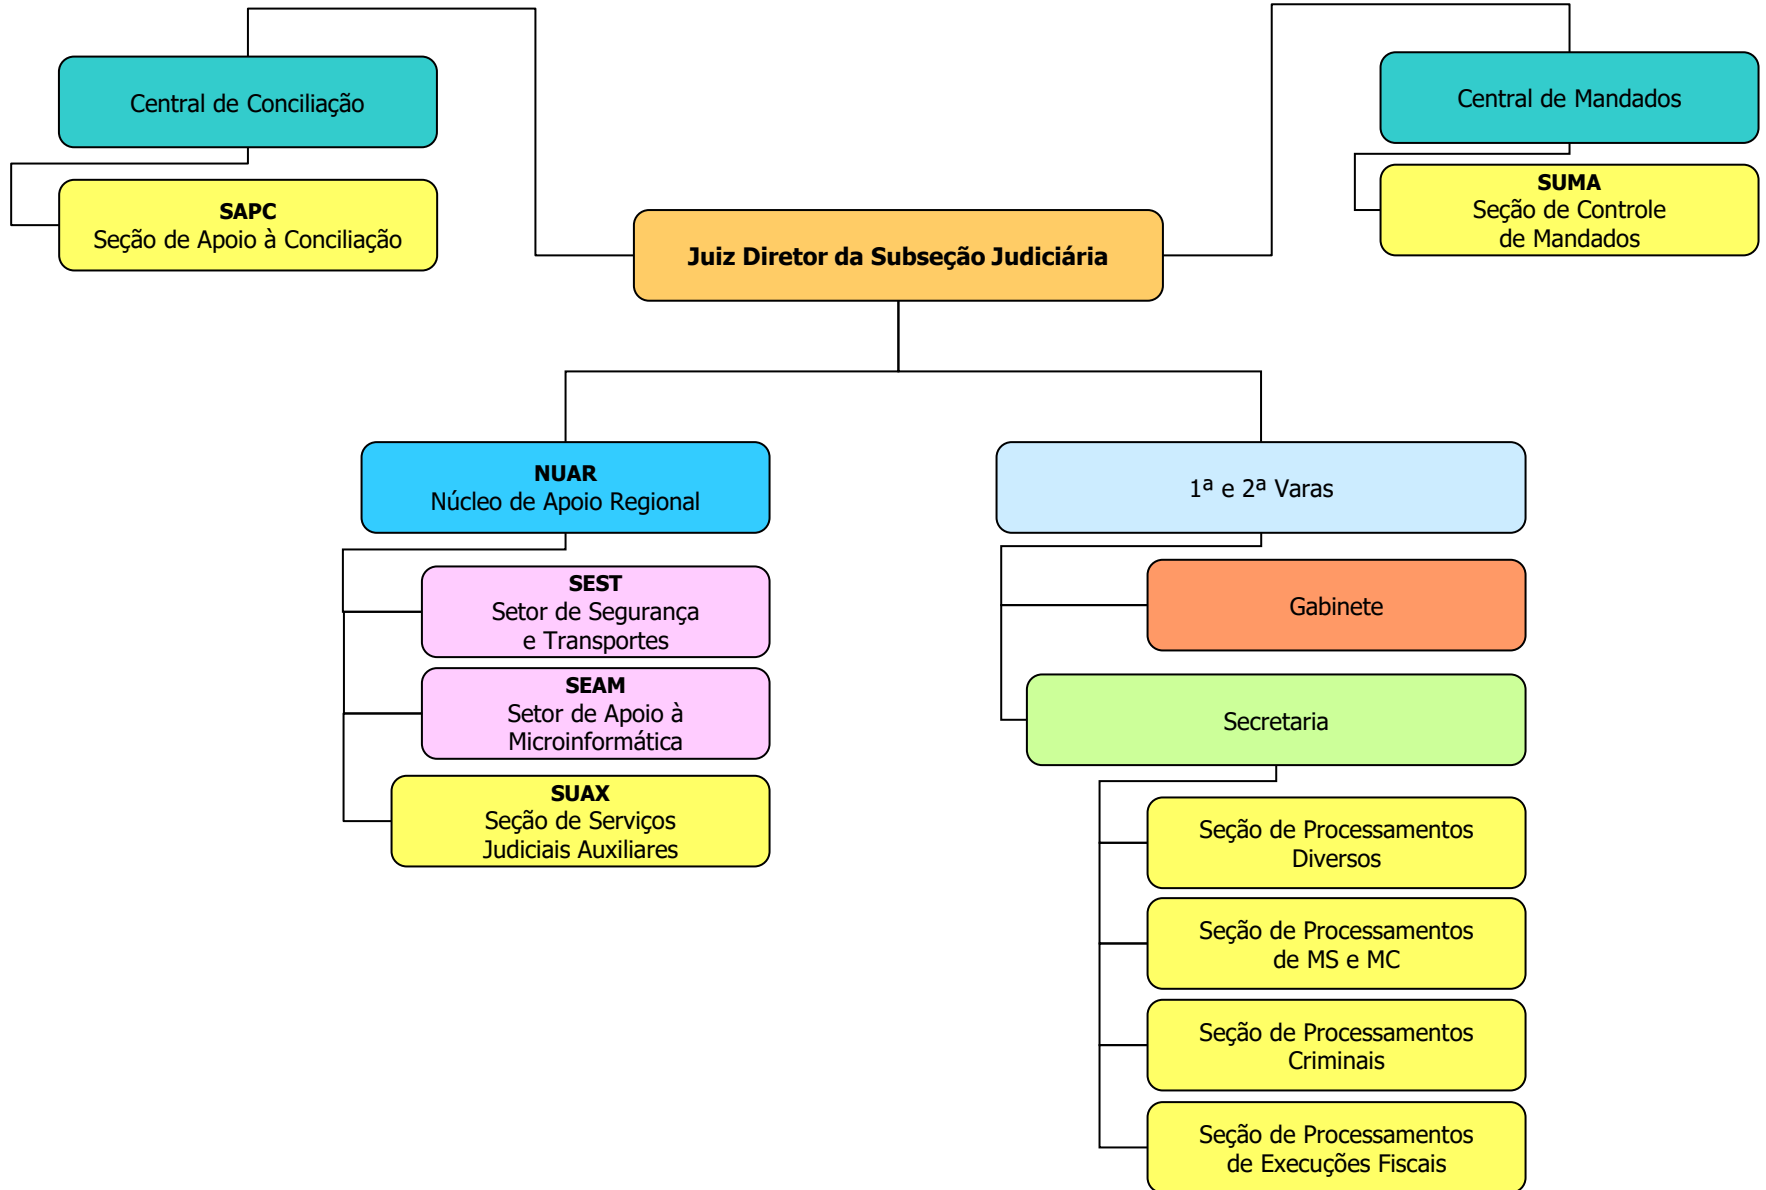 Central de Conciliação
SAPC
Seção de Apoio à Conciliação
Central de Mandados
SUMA
Seção de Controle
de Mandados
Juiz Diretor da Subseção Judiciária
NUAR
Núcleo de Apoio Regional
SEST
Setor de Segurança
e Transportes
SEAM
Setor de Apoio à
Microinformática
SUAX
Seção de Serviços
Judiciais Auxiliares
1ª e 2ª Varas
Gabinete
Secretaria
Seção de Processamentos
Diversos
Seção de Processamentos
de MS e MC
Seção de Processamentos
Criminais
Seção de Processamentos
de Execuções Fiscais